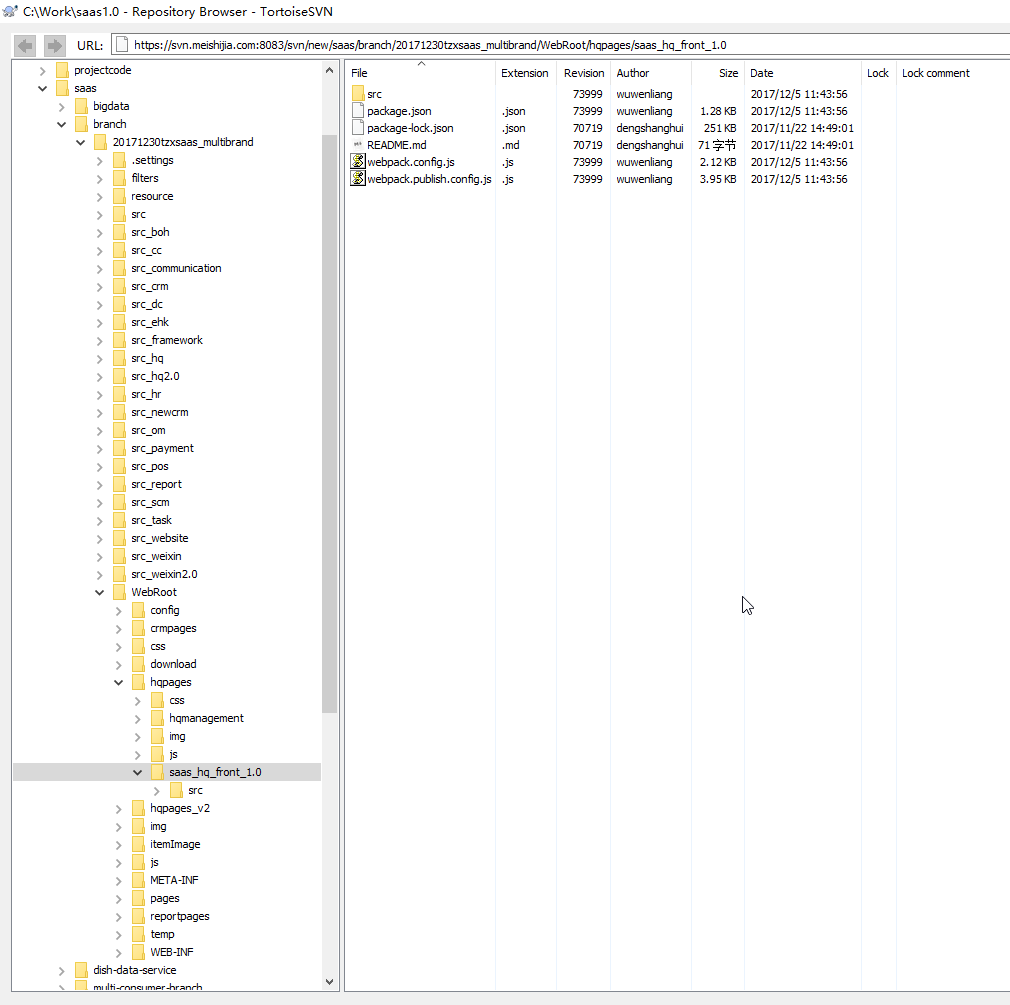 C:\Work\saas1.0 - Repository Browser - TortoiseSVN
URL: https://svn.meishijia.com:8083/svn/new/saas/branch/20171230tzxsaas_multibrand/WebRoot/hqpages/saas_hq_front_1.0
projectcode
saas
bigdata
branch
20171230tzxsaas_multibrand
.settings
filters
resource
src
src_boh
src_cc
src_communication
src_crm
src_dc
src_ehk
src_framework
src_hq
src_hq2.0
src_hr
src_newcrm
src_om
src_payment
src_pos
src_report
src_scm
src_task
src_website
src_weixin
src_weixin2.0
WebRoot
config
crmpages
css
download
hqpages
css
hqmanagement
img
js
saas_hq_front_1.0
src
hqpages_v2
img
itemImage
js
META-INF
pages
reportpages
temp
WEB-INF
dish-data-service
multi-consumer-branch
File Extension Revision Author Size Date Lock Lock comment
src 73999 wuwenliang 2017/12/5 11:43:56
package.json .json 73999 wuwenliang 1.28 KB 2017/12/5 11:43:56
package-lock.json .json 70719 dengshanghui 251 KB 2017/11/22 14:49:01
README.md .md 70719 dengshanghui 71 字节 2017/11/22 14:49:01
webpack.config.js .js 73999 wuwenliang 2.12 KB 2017/12/5 11:43:56
webpack.publish.config.js .js 73999 wuwenliang 3.95 KB 2017/12/5 11:43:56